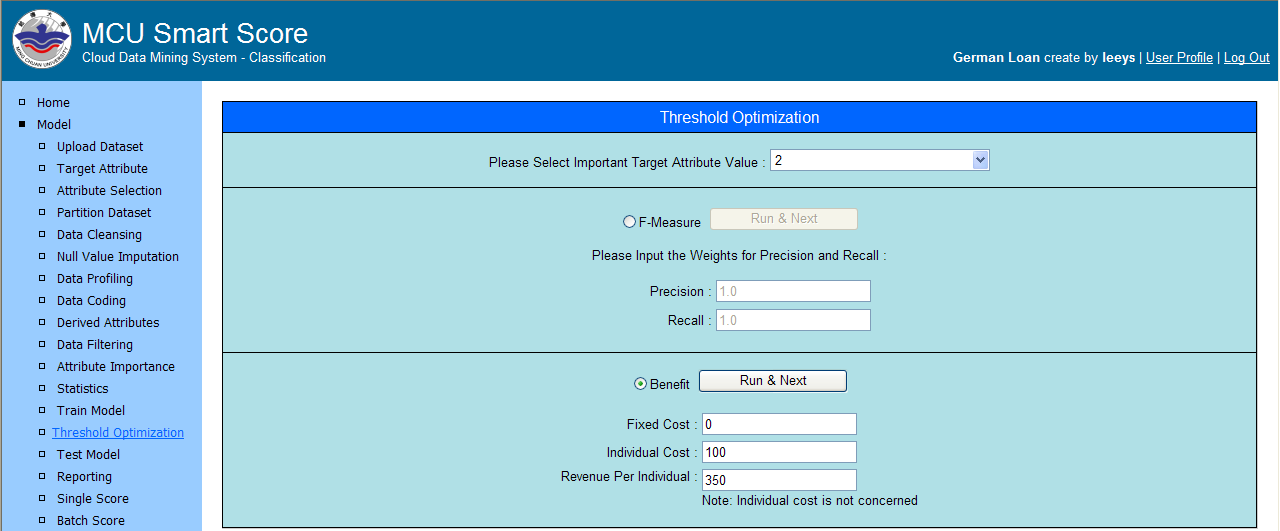 MCU Smart Score
Cloud Data Mining System - Classification
German Loan create by leeys | User Profile | Log Out
Home
Model
Upload Dataset
Target Attribute
Attribute Selection
Partition Dataset
Data Cleansing
Null Value Imputation
Data Profiling
Data Coding
Derived Attributes
Data Filtering
Attribute Importance
Statistics
Train Model
Threshold Optimization
Test Model
Reporting
Single Score
Batch Score
Threshold Optimization
Please Select Important Target Attribute Value : 2
F-Measure Run & Next
Please Input the Weights for Precision and Recall :
Precision : 1.0
Recall : 1.0
Benefit Run & Next
Fixed Cost : 0
Individual Cost : 100
Revenue Per Individual : 350
Note: Individual cost is not concerned